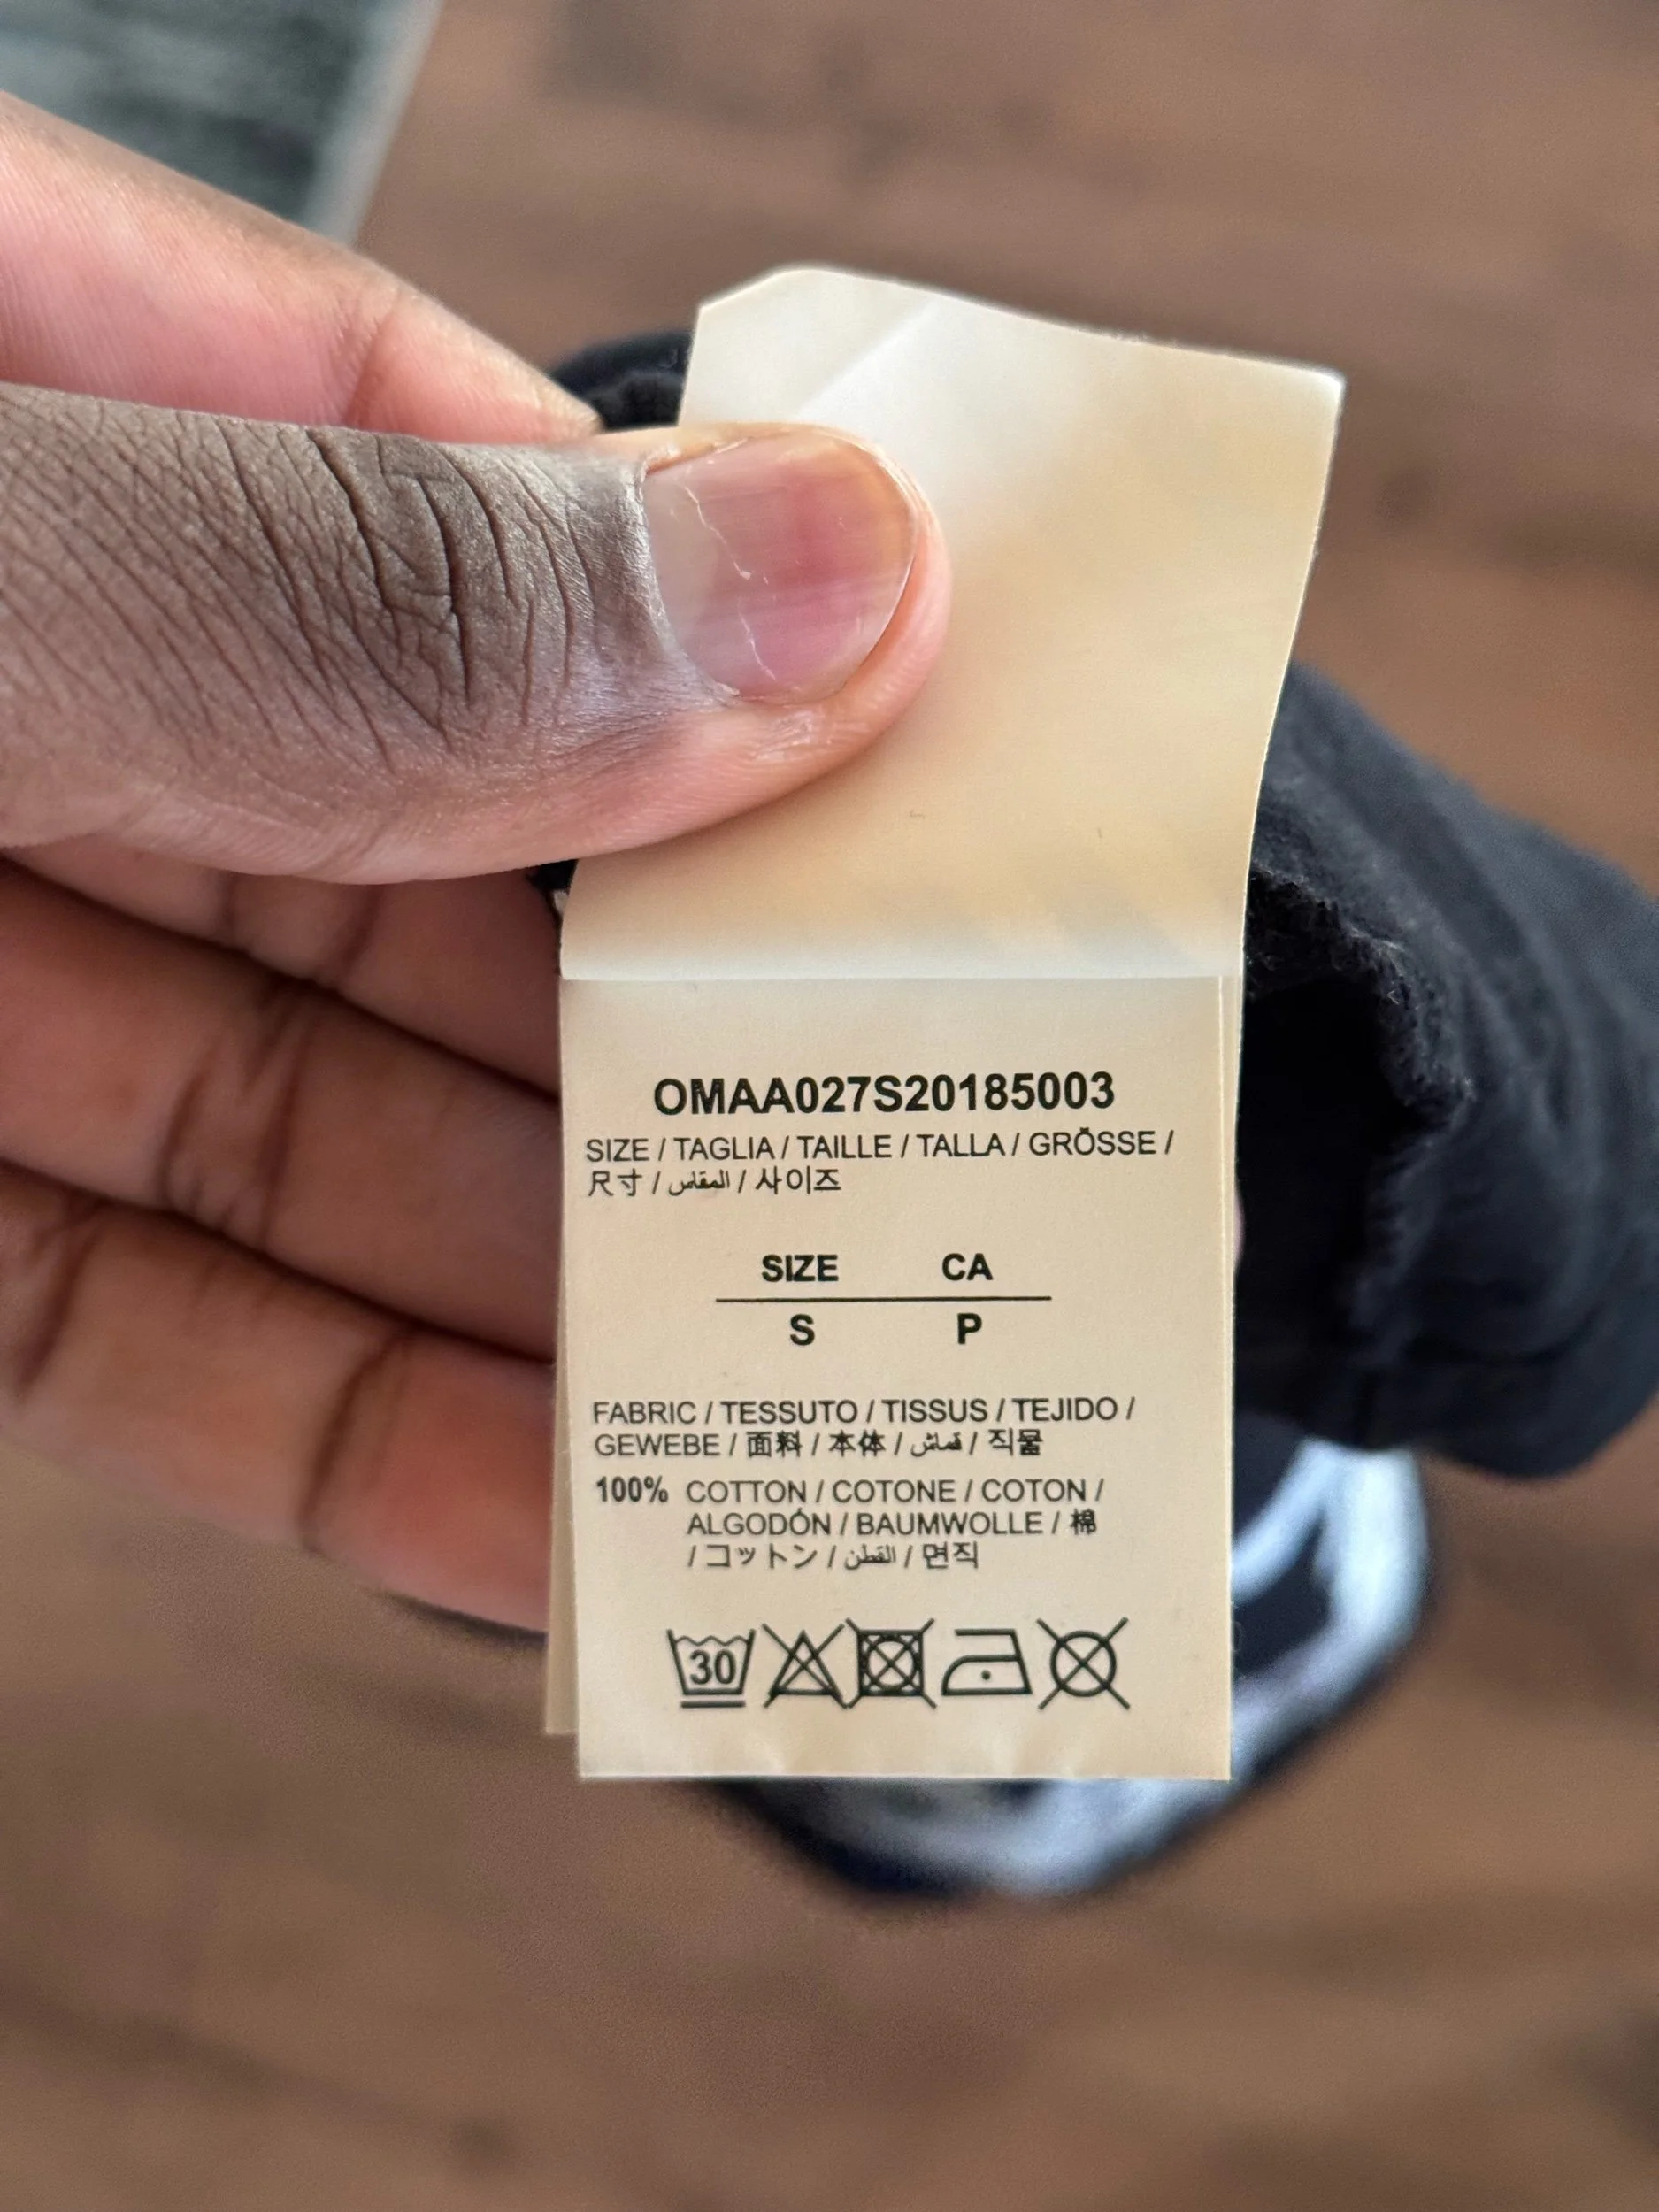 OMAA027S20185003
SIZE / TAGLIA / TAILLE / TALLA / GRÖSSE /
尺寸 / المقاس / 사이즈
SIZE CA
S P
FABRIC / TESSUTO / TISSUS / TEJIDO /
GEWEBE / 面料 / 本体 / قماش / 직물
100% COTTON / COTONE / COTON /
ALGODÓN / BAUMWOLLE / 棉
/ コットン / القطن / 면직
30